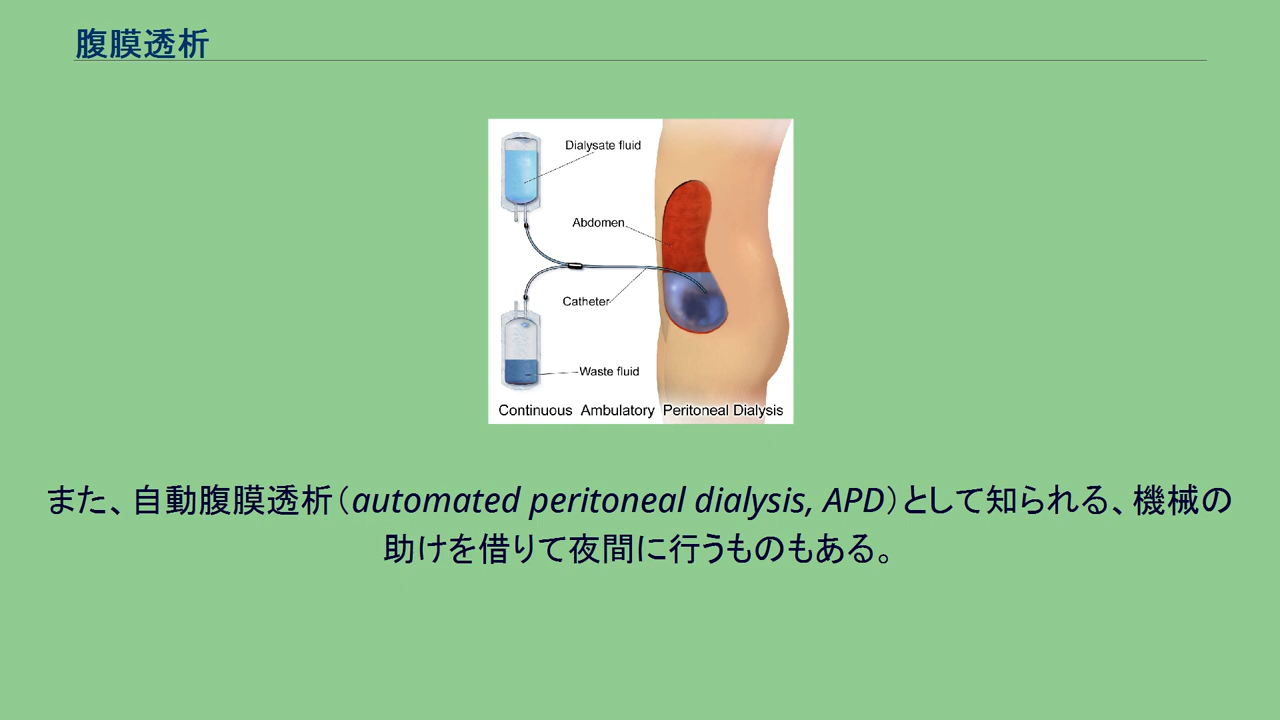 腹膜透析
Dialysate fluid
Abdomen
Catheter
Waste fluid
Continuous Ambulatory Peritoneal Dialysis
また、自動腹膜透析（automated peritoneal dialysis, APD）として知られる、機械の
助けを借りて夜間に行うものもある。